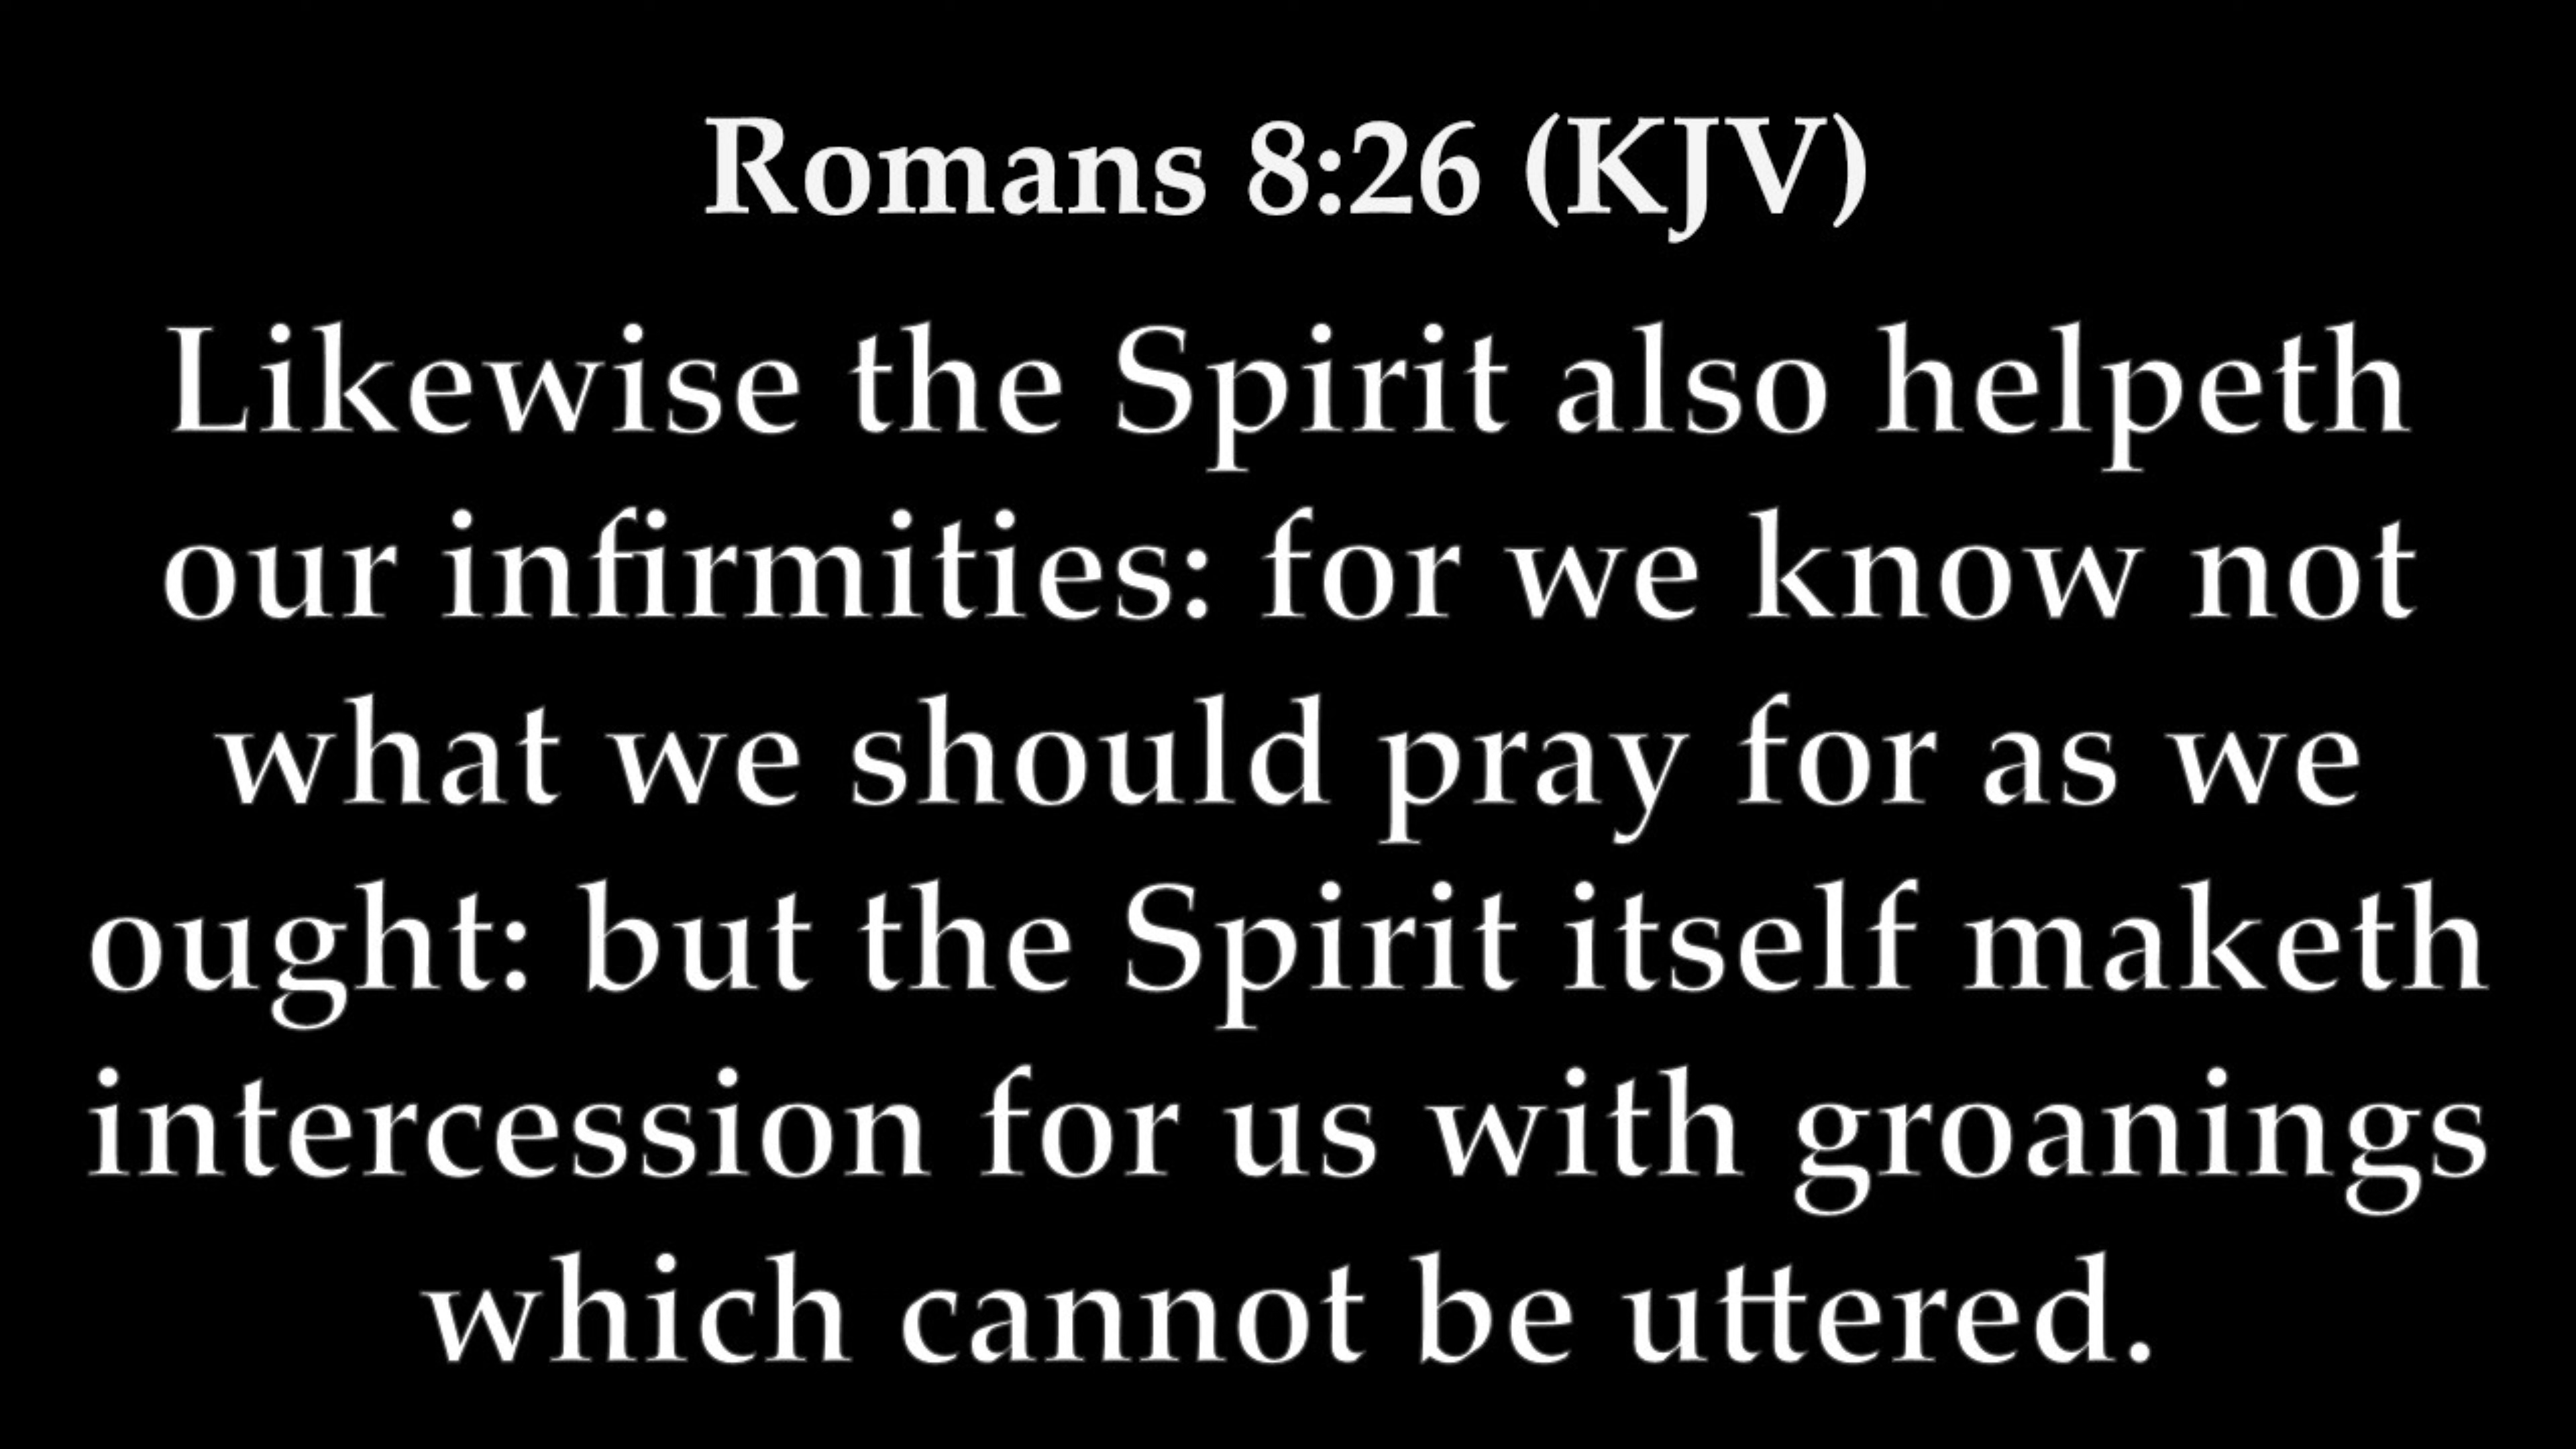 Romans 8:26 (KJV)
Likewise the Spirit also helpeth
our infirmities: for we know not
what we should pray for as we
ought: but the Spirit itself maketh
intercession for us with groanings
which cannot be uttered.